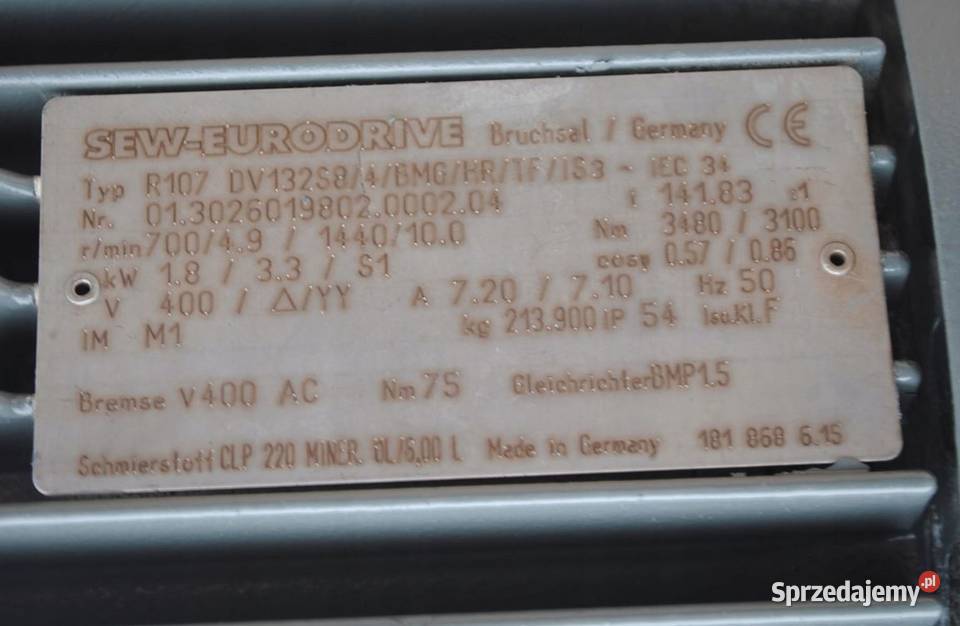 SEW-EURODRIVE Bruchsal / Germany CE
Typ R107 DV132S8/4/BMG/HR/TF/IS3 ~ IEC 34
Nr. 01.3026019802.0002.04 i 141.83 :1
r/min 700/4.9 / 1440/10.0 Nm 3480 / 3100
kW 1.8 / 3.3 / S1 cosφ 0.57 / 0.86
V 400 / Δ/YY A 7.20 / 7.10 Hz 50
IM M1 kg 213.900 IP 54 Iso.Kl. F
Bremse V 400 AC Nm 75 Gleichrichter BMP1.5
Schmierstoff CLP 220 MINER. ÖL/6,00 L Made in Germany 181 868 6.15
Sprzedajemy.pl